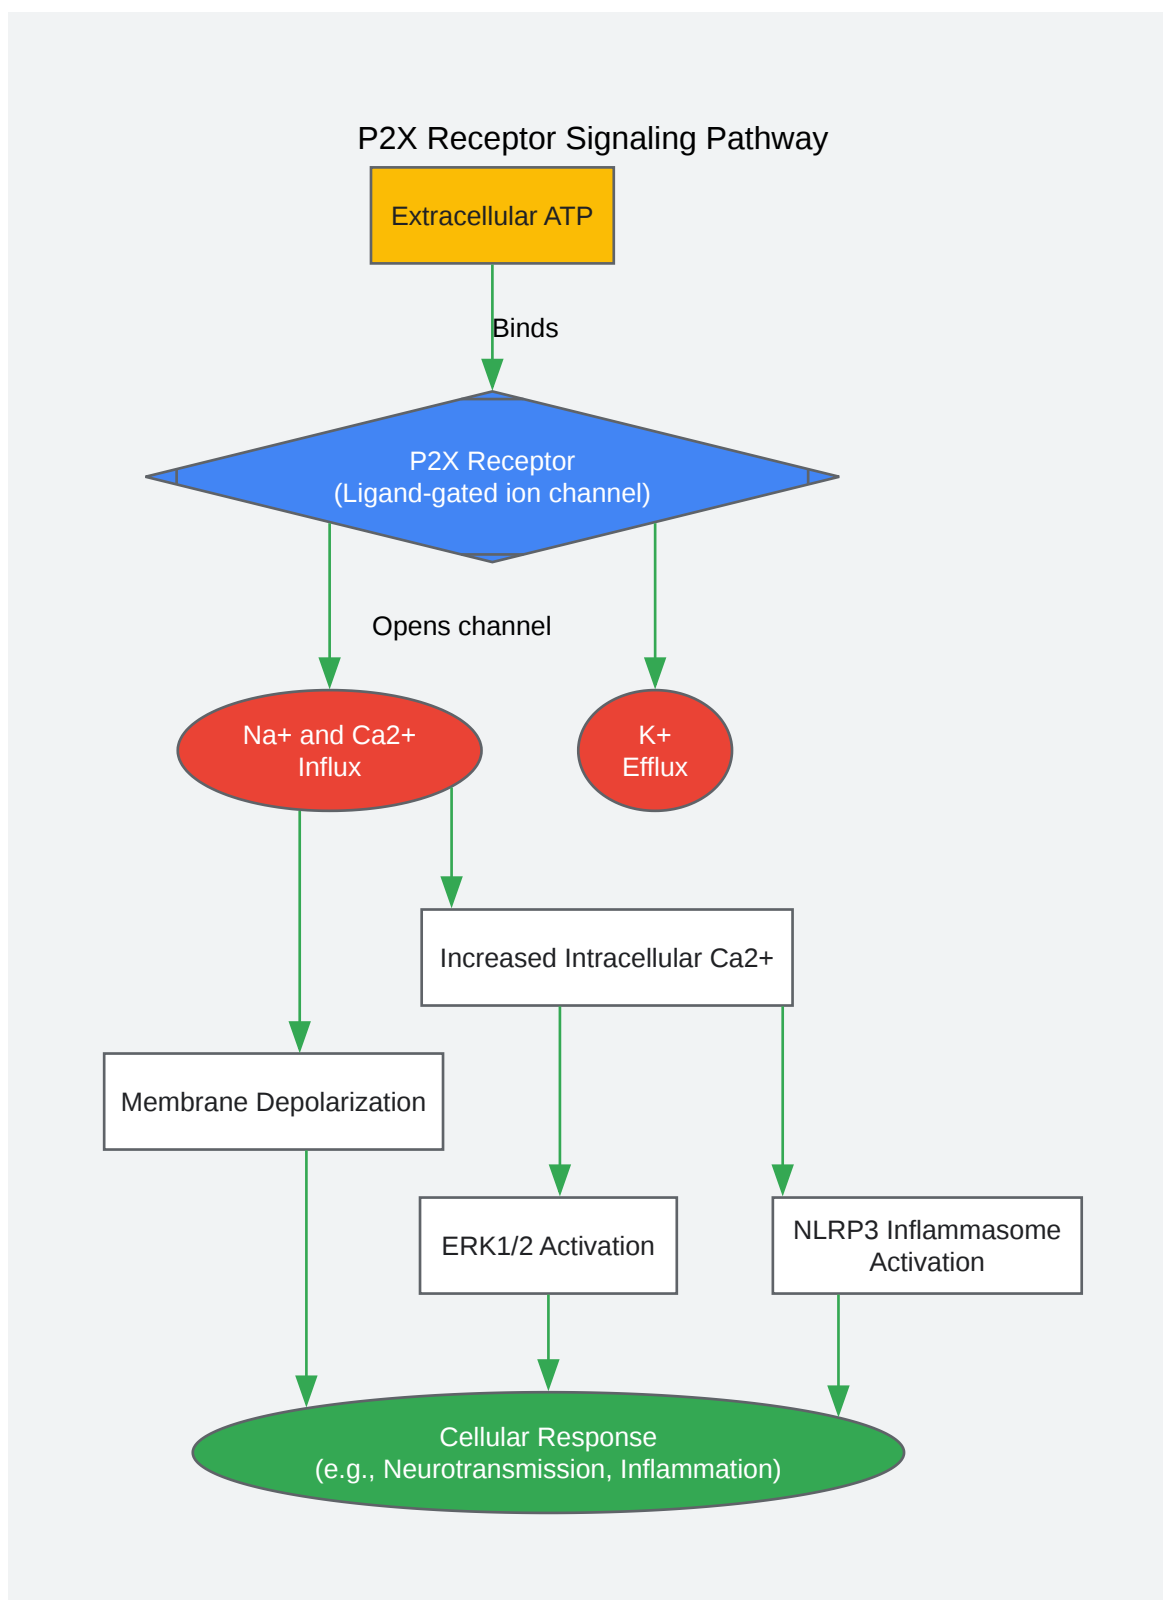 P2X Receptor Signaling Pathway
Extracellular ATP
Binds
P2X Receptor
(Ligand-gated ion channel)
Opens channel
Na+ and Ca2+
Influx
K+
Efflux
Increased Intracellular Ca2+
Membrane Depolarization
ERK1/2 Activation
NLRP3 Inflammasome
Activation
Cellular Response
(e.g., Neurotransmission, Inflammation)